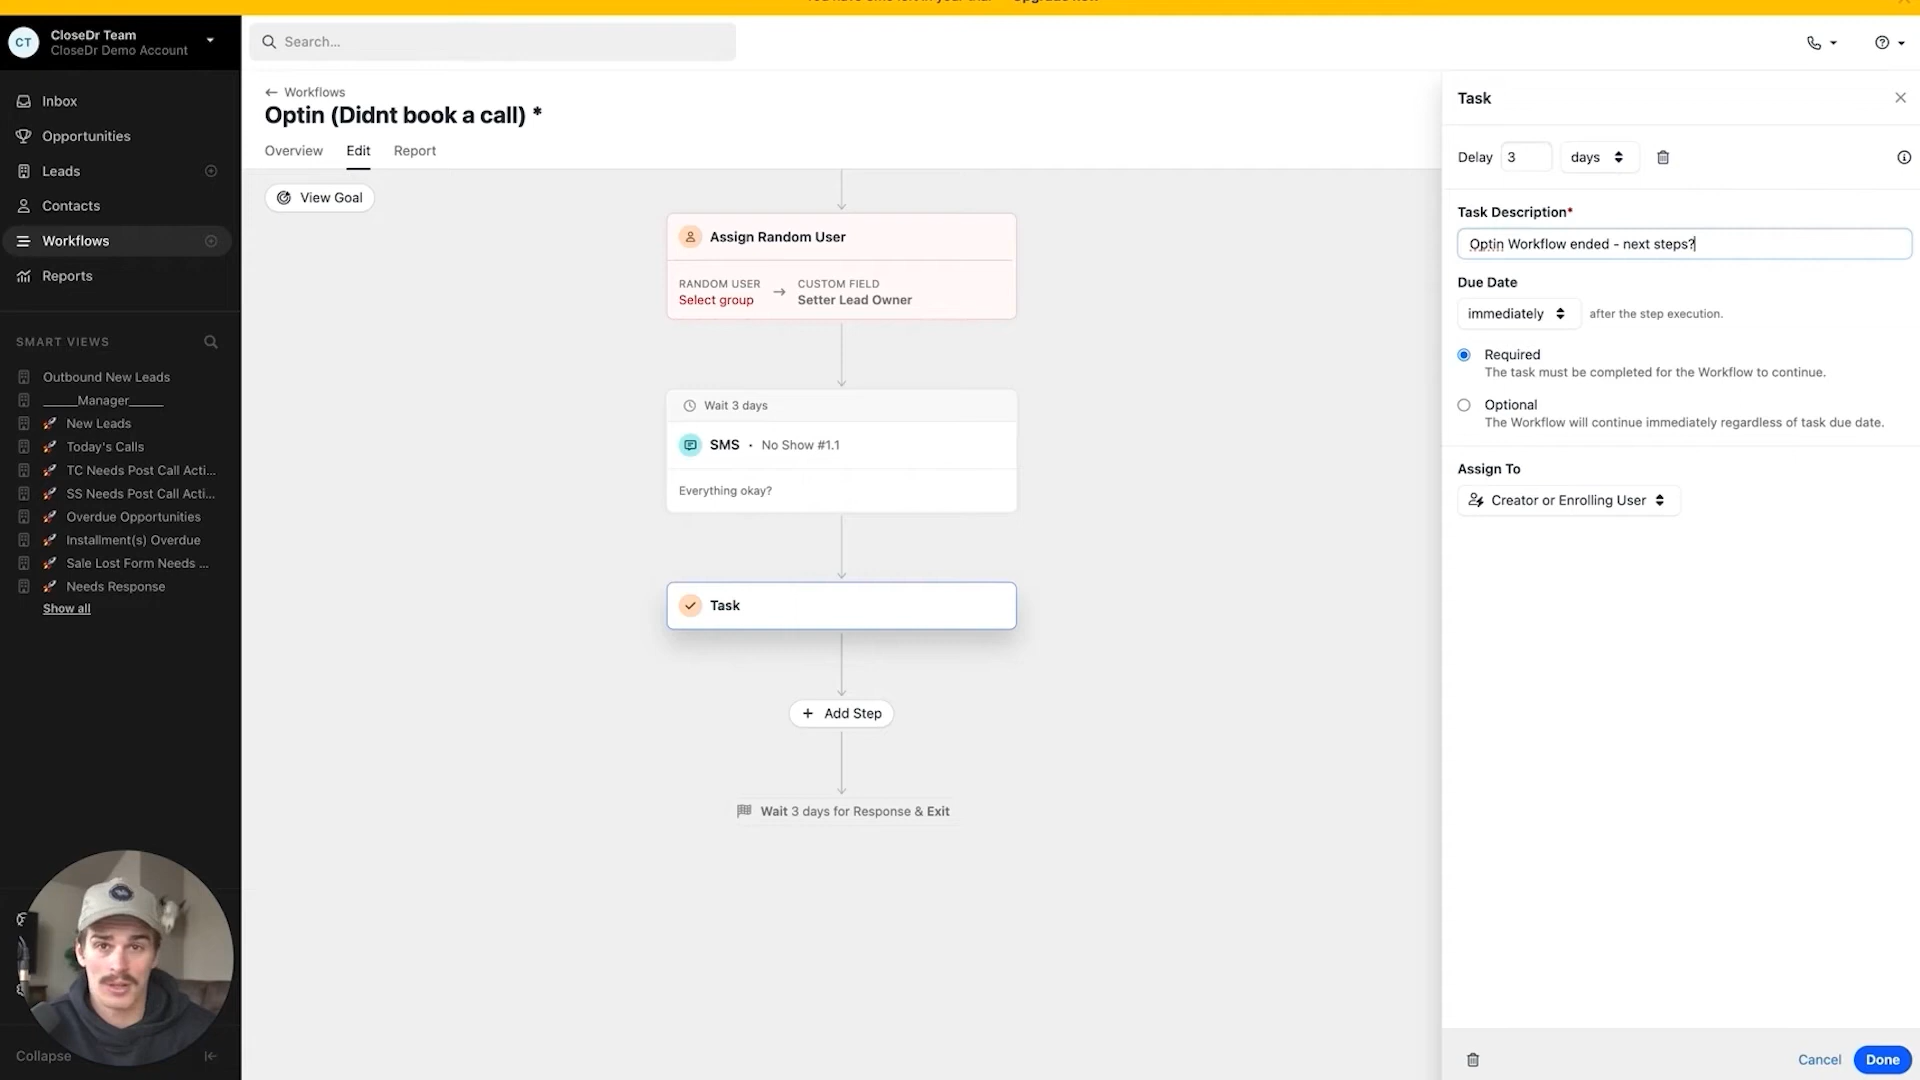 CT
CloseDr Team
CloseDr Demo Account
Search...
Inbox
Opportunities
Leads
Contacts
Workflows
Reports
SMART VIEWS
Outbound New Leads
_____Manager_____
New Leads
Today's Calls
TC Needs Post Call Acti...
SS Needs Post Call Acti...
Overdue Opportunities
Installment(s) Overdue
Sale Lost Form Needs ...
Needs Response
Show all
Collapse
Workflows
Optin (Didnt book a call) *
Overview Edit Report
View Goal
Assign Random User
RANDOM USER CUSTOM FIELD
Select group Setter Lead Owner
Wait 3 days
SMS • No Show #1.1
Everything okay?
Task
+ Add Step
Wait 3 days for Response & Exit
Task
Delay 3 days
Task Description*
Optin Workflow ended - next steps?
Due Date
immediately after the step execution.
Required
The task must be completed for the Workflow to continue.
Optional
The Workflow will continue immediately regardless of task due date.
Assign To
Creator or Enrolling User
Cancel Done